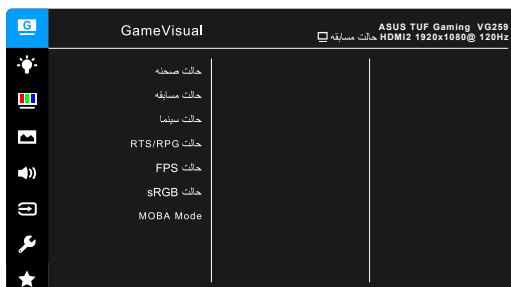 G
GameVisual
ASUS TUF Gaming VG259
حالت مسابقه HDMI2 1920x1080@ 120Hz
حالت صحنه
حالت مسابقه
حالت سینما
حالت RTS/RPG
حالت FPS
حالت sRGB
MOBA Mode